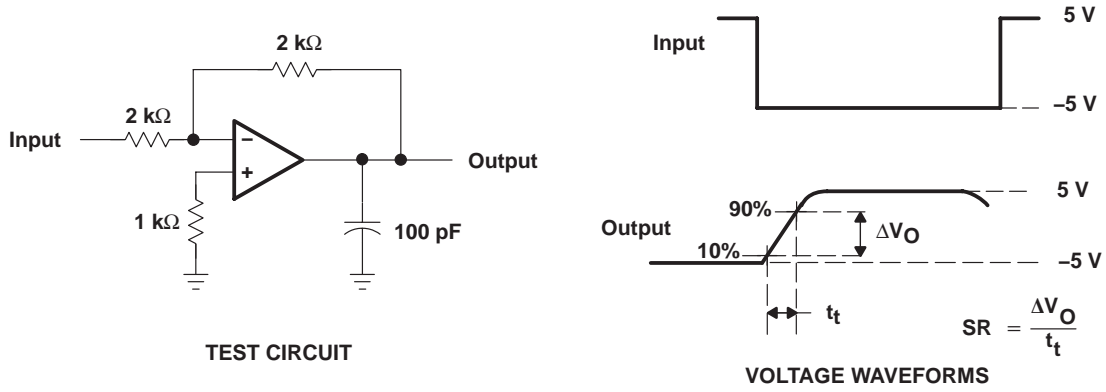 2 kΩ
2 kΩ
Input
−
+
Output
1 kΩ
100 pF
TEST CIRCUIT
Input
5 V
−5 V
Output
90%
10%
ΔVO
5 V
−5 V
tt
SR = ΔVO
tt
VOLTAGE WAVEFORMS